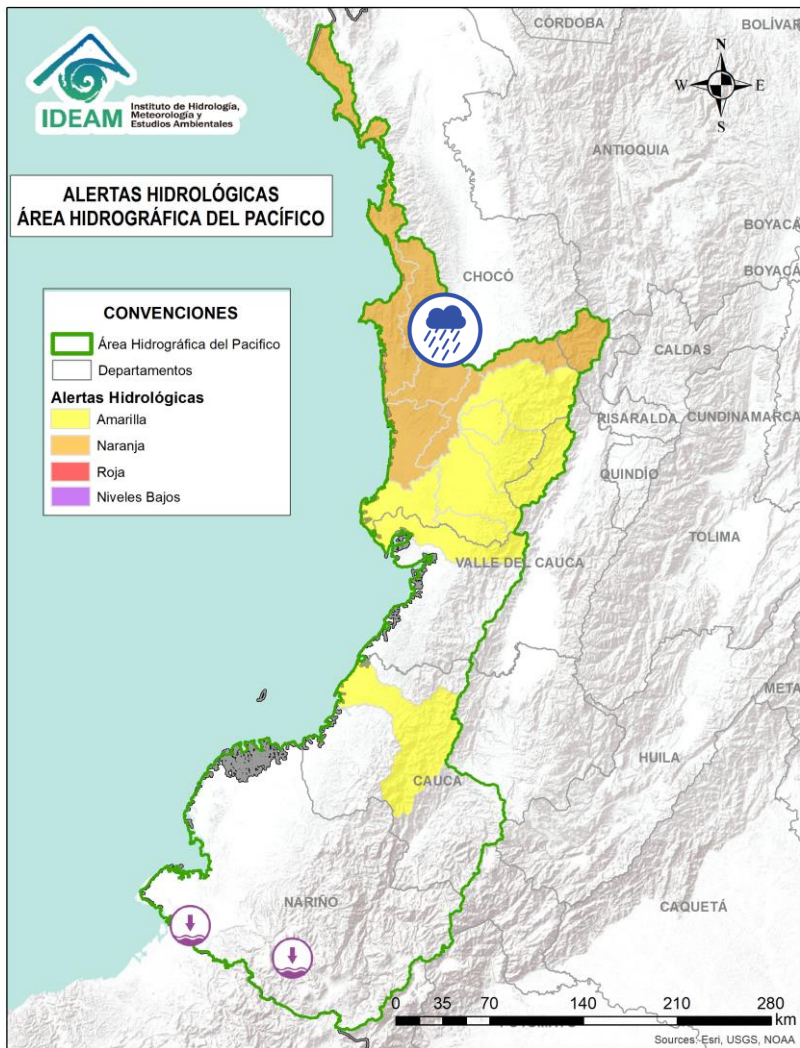 CÓRDOBA
BOLÍVAR
N
W
E
S
IDEAM
Instituto de Hidrología,
Meteorología y
Estudios Ambientales
ANTIOQUIA
ALERTAS HIDROLÓGICAS
ÁREA HIDROGRÁFICA DEL PACÍFICO
BOYACÁ
BOYACÁ
CHOCÓ
CONVENCIONES
Área Hidrográfica del Pacifico
Departamentos
Alertas Hidrológicas
Amarilla
Naranja
Roja
Niveles Bajos
CALDAS
RISARALDA
CUNDINAMARCA
QUINDÍO
TOLIMA
VALLE DEL CAUCA
META
HUILA
CAUCA
NARIÑO
CAQUETÁ
0 35 70 140 210 280
km
Sources: Esri, USGS, NOAA